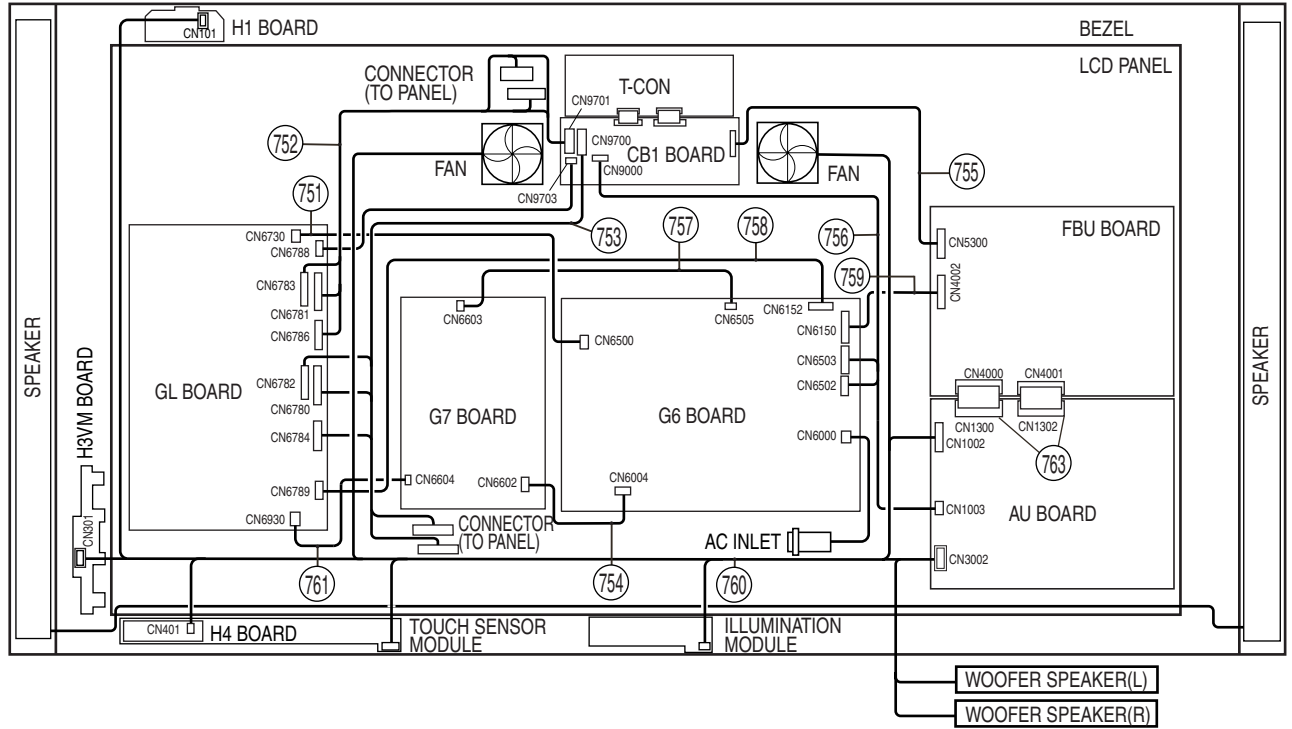 BEZEL
H1 BOARD
CN101
LCD PANEL
CONNECTOR
(TO PANEL)
T-CON
CN9701
CN9700
CB1 BOARD
CN9000
CN9703
FAN
FAN
752
751
753
757
758
756
755
759
CN6730
CN6788
CN6783
CN6781
CN6786
CN6782
CN6780
CN6784
CN6789
CN6930
GL BOARD
SPEAKER
H3VM BOARD
CN301
CN6603
G7 BOARD
CN6604
CN6602
CN6500
CN6505
CN6152
CN6150
CN6503
CN6502
G6 BOARD
CN6000
CN6004
FBU BOARD
CN5300
CN4002
CN4000
CN4001
CN1300
CN1302
CN1002
763
CN1003
AU BOARD
CN3002
SPEAKER
CONNECTOR
(TO PANEL)
AC INLET
761
754
760
CN401
H4 BOARD
TOUCH SENSOR
MODULE
ILLUMINATION
MODULE
WOOFER SPEAKER(L)
WOOFER SPEAKER(R)